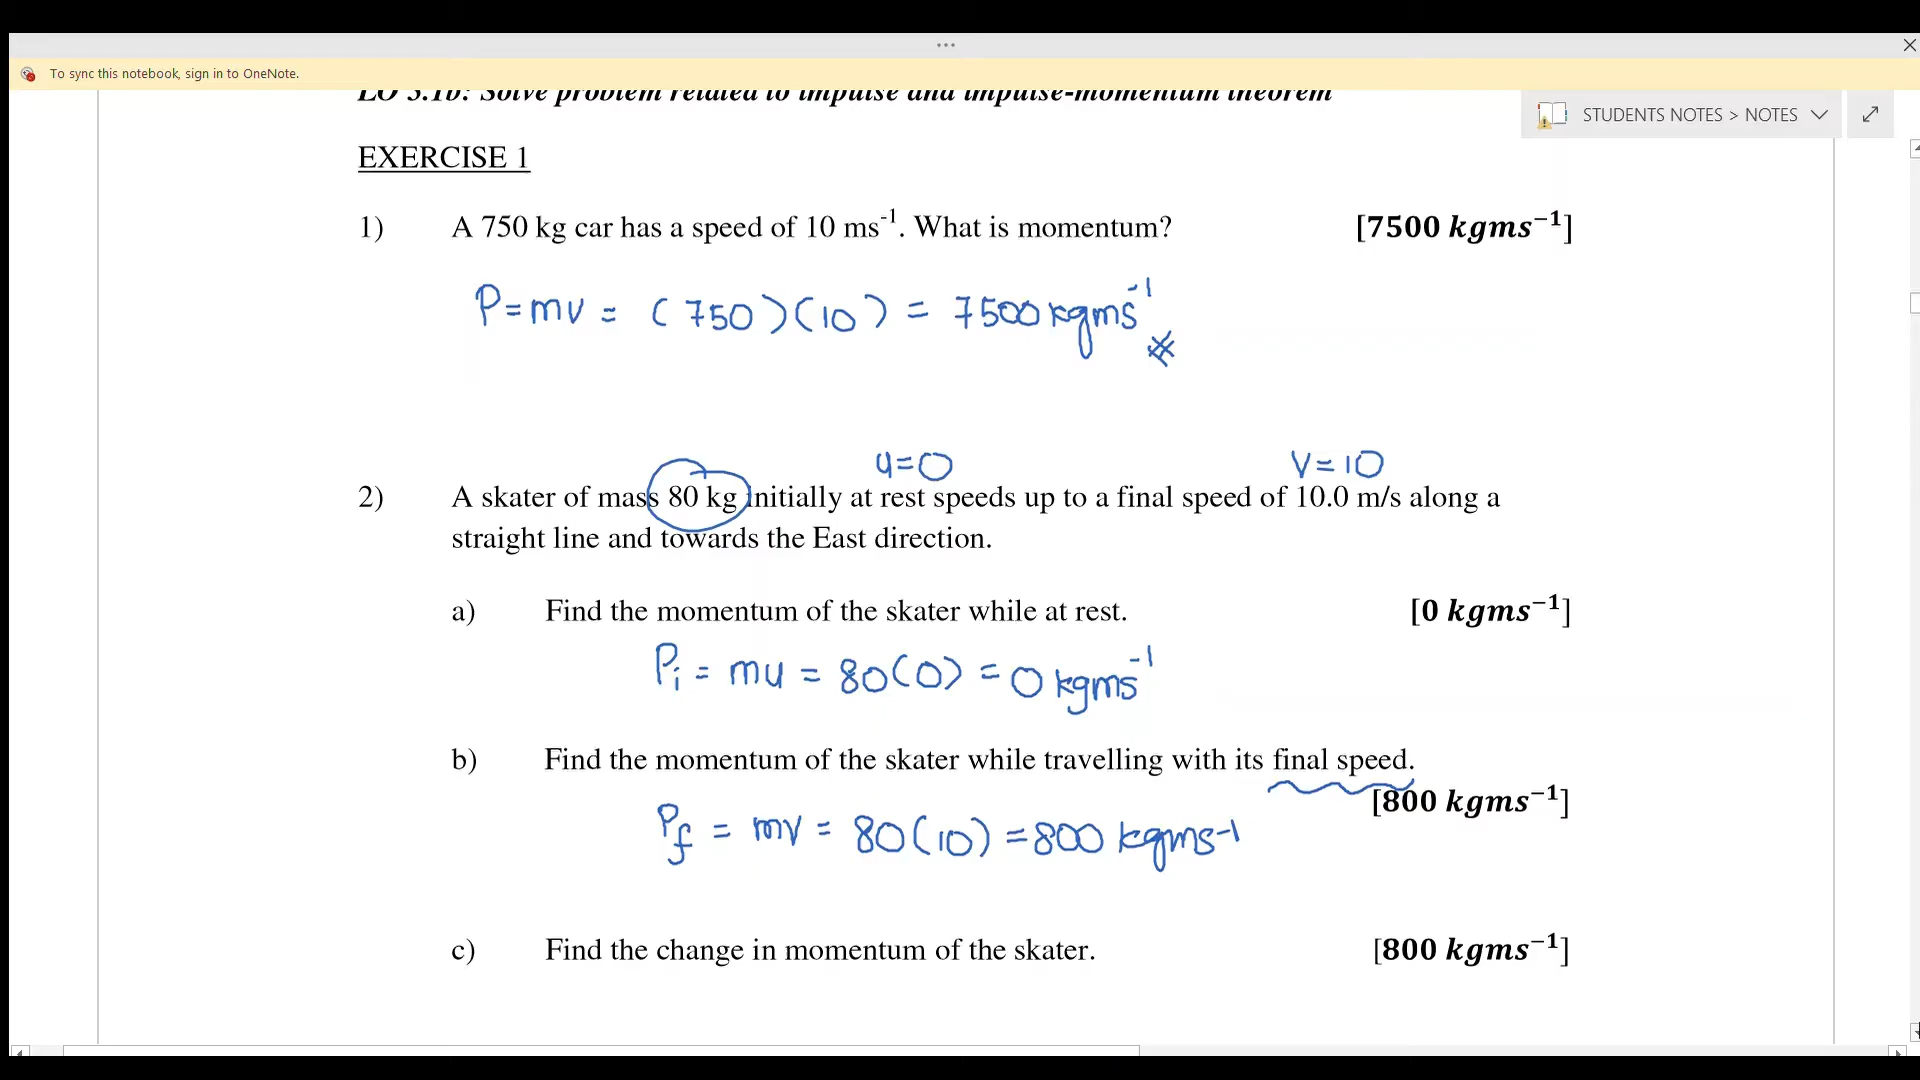 To sync this notebook, sign in to OneNote.
LO 3.1b: Solve problem related to impulse and impulse-momentum theorem
STUDENTS NOTES > NOTES
EXERCISE 1
1) A 750 kg car has a speed of 10 ms⁻¹. What is momentum? [7500 kgms⁻¹]
P = mv = (750)(10) = 7500 kgms⁻¹
u=0 v=10
2) A skater of mass 80 kg initially at rest speeds up to a final speed of 10.0 m/s along a
straight line and towards the East direction.
a) Find the momentum of the skater while at rest. [0 kgms⁻¹]
Pi = mu = 80(0) = 0 kgms⁻¹
b) Find the momentum of the skater while travelling with its final speed.
[800 kgms⁻¹]
Pf = mv = 80(10) = 800 kgms-1
c) Find the change in momentum of the skater. [800 kgms⁻¹]